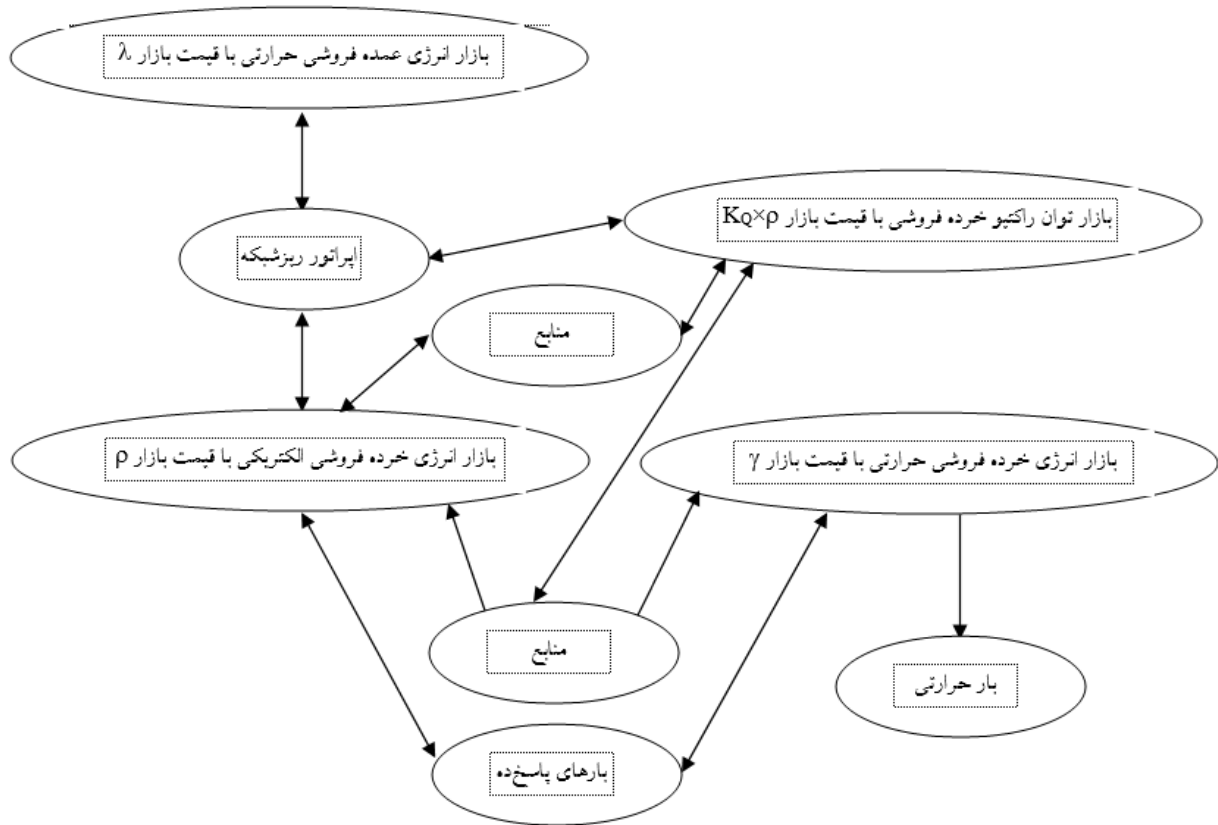 بازار انرژی عمده فروشی حرارتی با قیمت بازار λ
بازار توان راکتیو خرده فروشی با قیمت بازار KQ×ρ
اپراتور ریزشبکه
منابع
بازار انرژی خرده فروشی الکتریکی با قیمت بازار ρ
بازار انرژی خرده فروشی حرارتی با قیمت بازار γ
منابع
بار حرارتی
بارهای پاسخ‌ده